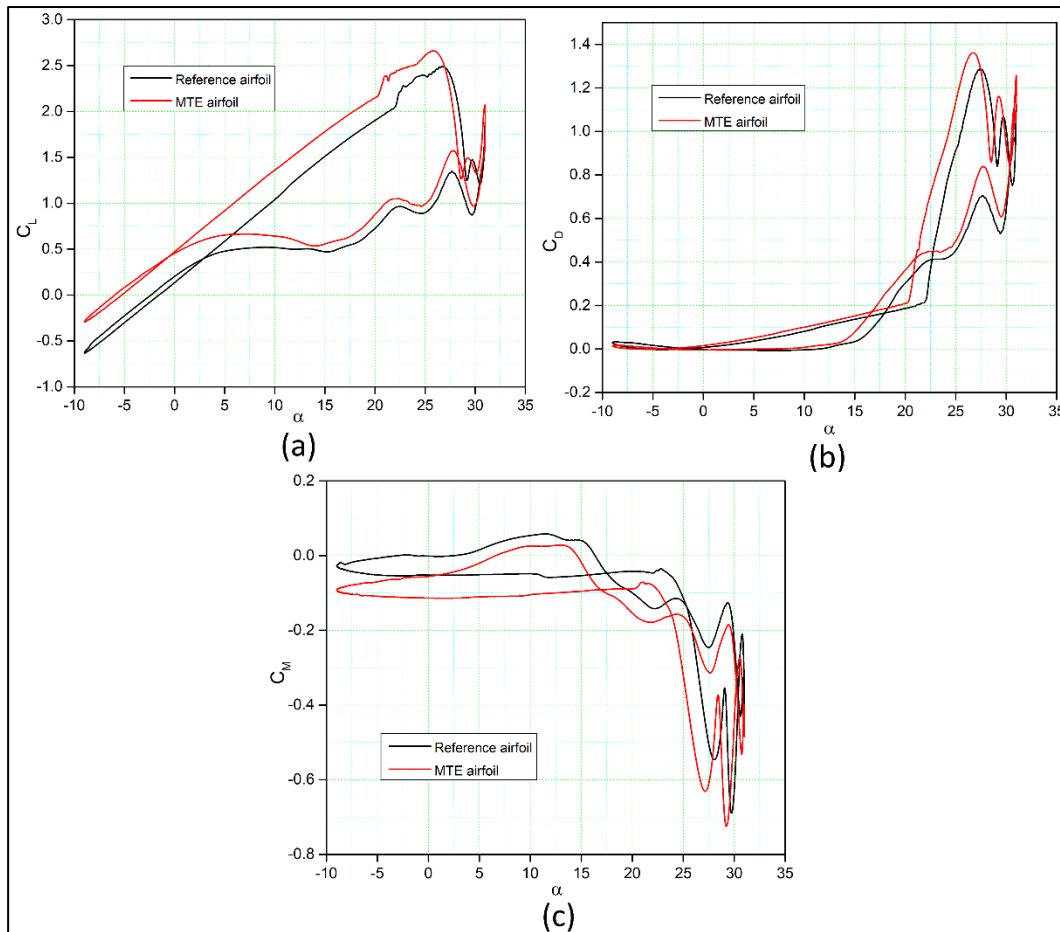 3.0
2.5
2.0
1.5
1.0
0.5
0.0
-0.5
-1.0
C_L
Reference airfoil
MTE airfoil
-10 -5 0 5 10 15 20 25 30 35
α
(a)
1.4
1.2
1.0
0.8
0.6
0.4
0.2
0.0
-0.2
C_D
Reference airfoil
MTE airfoil
-10 -5 0 5 10 15 20 25 30 35
α
(b)
0.2
0.0
-0.2
-0.4
-0.6
-0.8
C_M
Reference airfoil
MTE airfoil
-10 -5 0 5 10 15 20 25 30 35
α
(c)